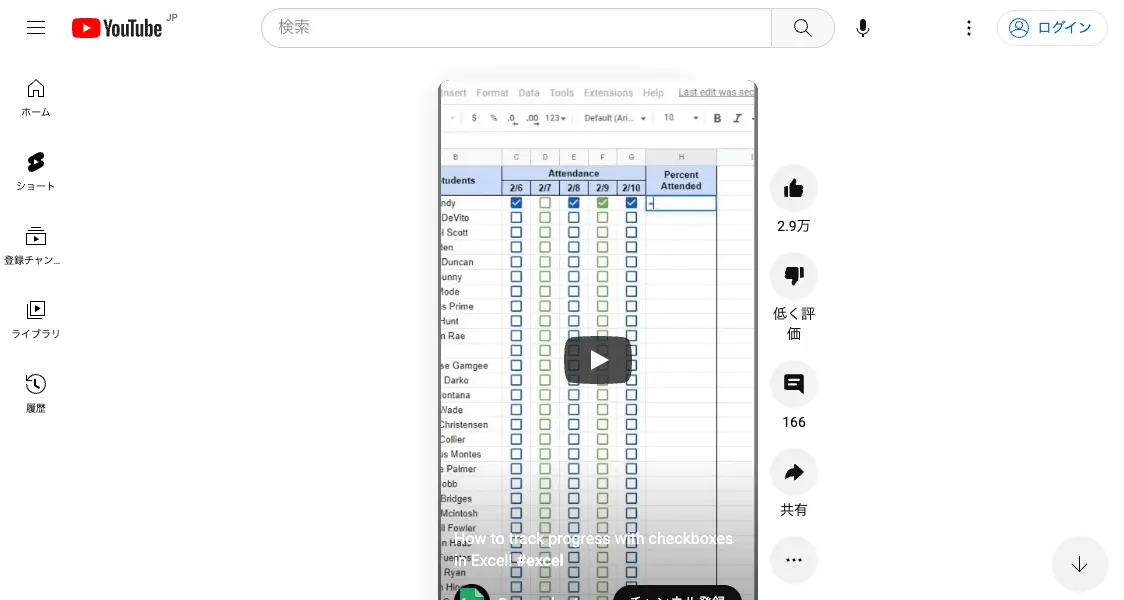 YouTube JP
検索
ログイン
ホーム
ショート
登録チャン...
ライブラリ
履歴
Insert Format Data Tools Extensions Help Last edit was sec
$ % .0 .00 123 Default (Ari... 10 B I
B C D E F G H
Attendance
Percent Attended
tudents 2/6 2/7 2/8 2/9 2/10
ndy =
DeVito
l Scott
den
Duncan
unny
Mode
s Prime
Hunt
n Rae
se Gamgee
Darko
ontana
Wade
Christensen
Collier
us Montes
e Palmer
obb
Bridges
Mcintosh
ll Fowler
n Haas
Fuentes
Ryan
n Hin
How to track progress with checkboxes
in Excel! #excel
チャンネル登録
2.9万
低く評
価
166
共有